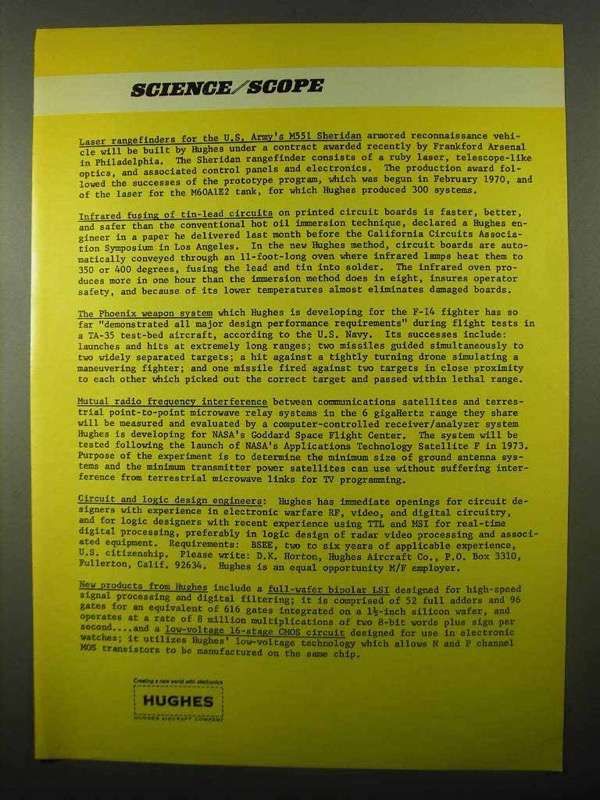 SCIENCE/SCOPE
Laser rangefinders for the U.S. Army's M551 Sheridan armored reconnaissance vehi-
cle will be built by Hughes under a contract awarded recently by Frankford Arsenal
in Philadelphia. The Sheridan rangefinder consists of a ruby laser, telescope-like
optics, and associated control panels and electronics. The production award fol-
lowed the successes of the prototype program, which was begun in February 1970, and
of the laser for the M60A1E2 tank, for which Hughes produced 300 systems.
Infrared fusing of tin-lead circuits on printed circuit boards is faster, better,
and safer than the conventional hot oil immersion technique, declared a Hughes en-
gineer in a paper he delivered last month before the California Circuits Associa-
tion Symposium in Los Angeles. In the new Hughes method, circuit boards are auto-
matically conveyed through an 11-foot-long oven where infrared lamps heat them to
350 or 400 degrees, fusing the lead and tin into solder. The infrared oven pro-
duces more in one hour than the immersion method does in eight, insures operator
safety, and because of its lower temperatures almost eliminates damaged boards.
The Phoenix weapon system which Hughes is developing for the F-14 fighter has so
far "demonstrated all major design performance requirements" during flight tests in
a TA-35 test-bed aircraft, according to the U.S. Navy. Its successes include:
launches and hits at extremely long ranges; two missiles guided simultaneously to
two widely separated targets; a hit against a tightly turning drone simulating a
maneuvering fighter; and one missile fired against two targets in close proximity
to each other which picked out the correct target and passed within lethal range.
Mutual radio frequency interference between communications satellites and terres-
trial point-to-point microwave relay systems in the 6 gigaHertz range they share
will be measured and evaluated by a computer-controlled receiver/analyzer system
Hughes is developing for NASA's Goddard Space Flight Center. The system will be
tested following the launch of NASA's Applications Technology Satellite F in 1973.
Purpose of the experiment is to determine the minimum size of ground antenna sys-
tems and the minimum transmitter power satellites can use without suffering inter-
ference from terrestrial microwave links for TV programming.
Circuit and logic design engineers: Hughes has immediate openings for circuit de-
signers with experience in electronic warfare RF, video, and digital circuitry,
and for logic designers with recent experience using TTL and MSI for real-time
digital processing, preferably in logic design of radar video processing and associ-
ated equipment. Requirements: BSEE, two to six years of applicable experience,
U.S. citizenship. Please write: D.K. Horton, Hughes Aircraft Co., P.O. Box 3310,
Fullerton, Calif. 92634. Hughes is an equal opportunity M/F employer.
New products from Hughes include a full-wafer bipolar LSI designed for high-speed
signal processing and digital filtering; it is comprised of 52 full adders and 96
gates for an equivalent of 616 gates integrated on a 1½-inch silicon wafer, and
operates at a rate of 8 million multiplications of two 8-bit words plus sign per
second....and a low-voltage 16-stage CMOS circuit designed for use in electronic
watches; it utilizes Hughes' low-voltage technology which allows N and P channel
MOS transistors to be manufactured on the same chip.
Creating a new world with electronics
HUGHES
HUGHES AIRCRAFT COMPANY